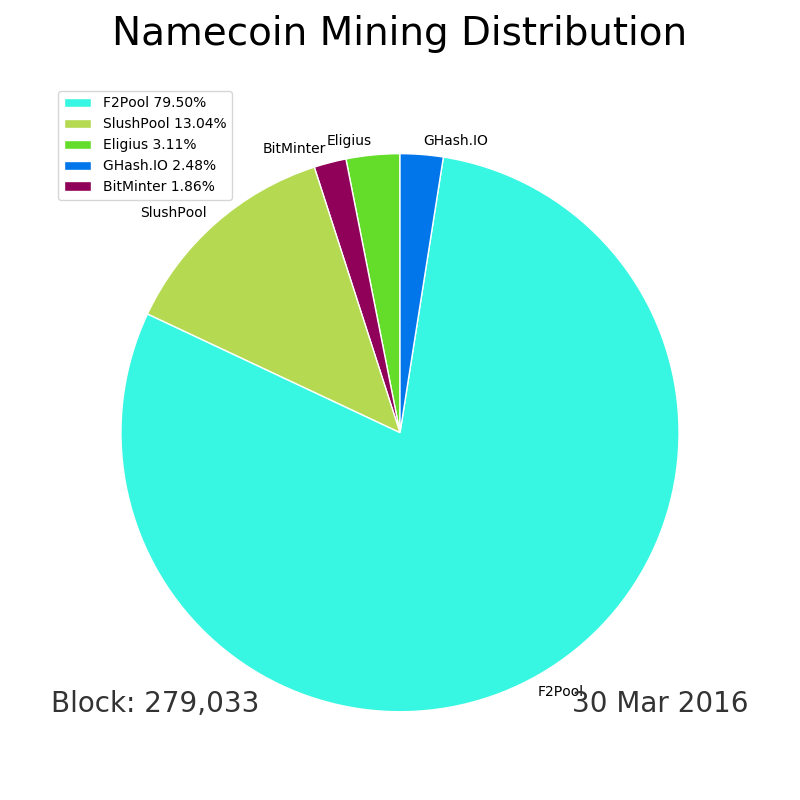 Namecoin Mining Distribution
F2Pool 79.50%
SlushPool 13.04%
Eligius 3.11%
GHash.IO 2.48%
BitMinter 1.86%
BitMinter
Eligius
GHash.IO
SlushPool
F2Pool
Block: 279,033
30 Mar 2016